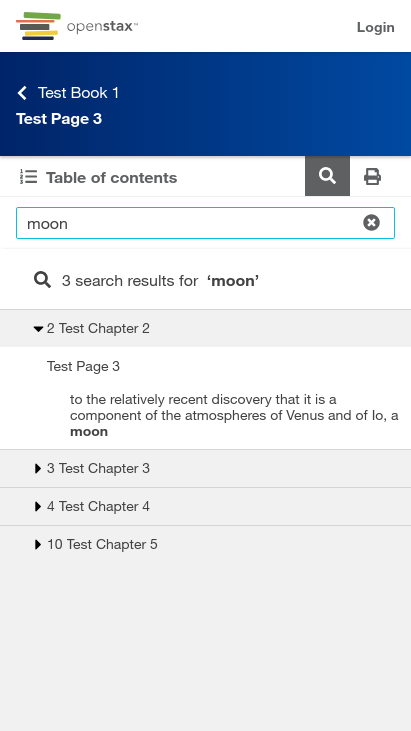 openstax™
Login
Test Book 1
Test Page 3
Table of contents
moon
3 search results for ‘moon’
2 Test Chapter 2
Test Page 3
to the relatively recent discovery that it is a
component of the atmospheres of Venus and of Io, a
moon
3 Test Chapter 3
4 Test Chapter 4
10 Test Chapter 5